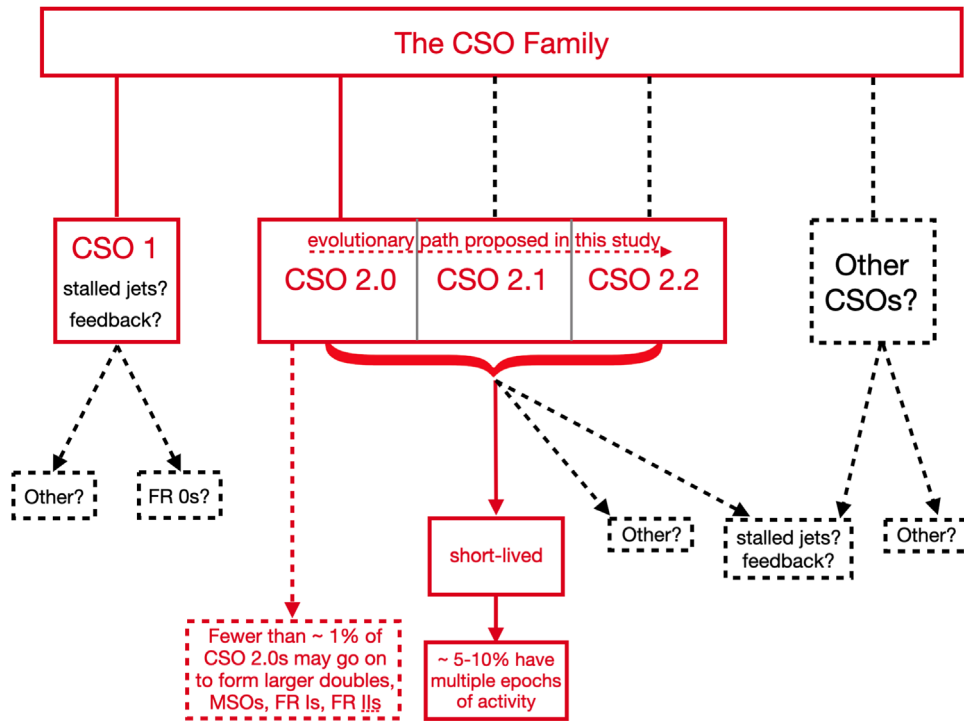 The CSO Family
CSO 1
stalled jets?
feedback?
evolutionary path proposed in this study
CSO 2.0
CSO 2.1
CSO 2.2
Other
CSOs?
Other?
FR 0s?
short-lived
Other?
stalled jets?
feedback?
Other?
Fewer than ~ 1% of
CSO 2.0s may go on
to form larger doubles,
MSOs, FR Is, FR IIs
~ 5-10% have
multiple epochs
of activity